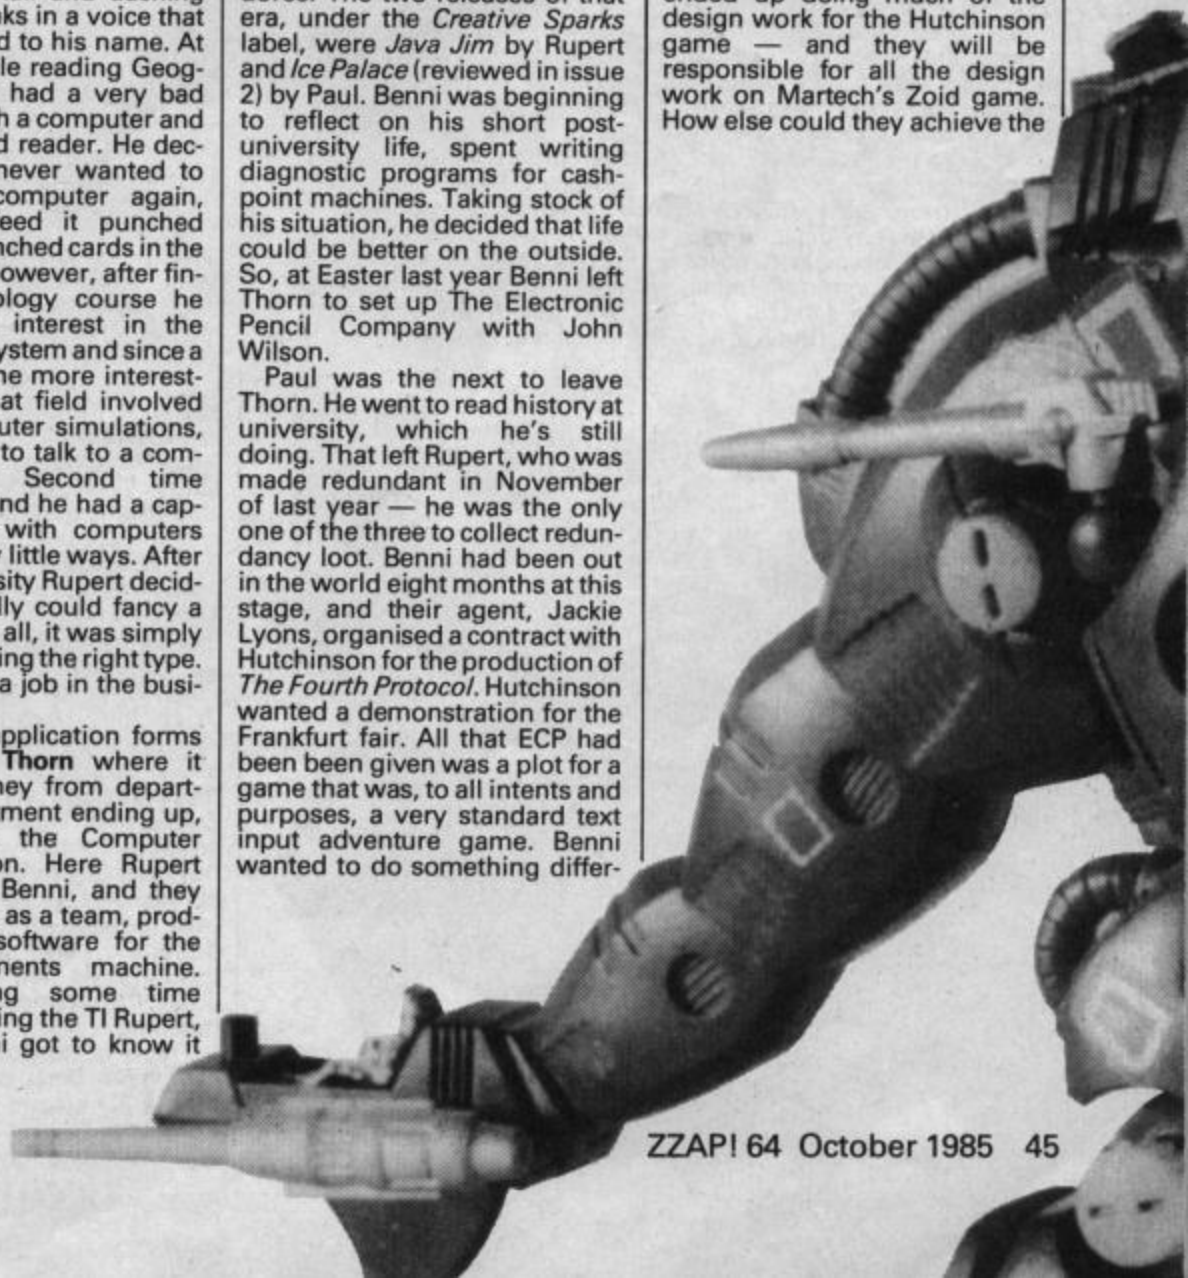 ks in a voice that
d to his name. At
le reading Geog-
had a very bad
h a computer and
d reader. He dec-
never wanted to
computer again,
eed it punched
nched cards in the
owever, after fin-
ology course he
interest in the
ystem and since a
ne more interest-
at field involved
uter simulations,
to talk to a com-
Second time
nd he had a cap-
with computers
little ways. After
sity Rupert decid-
lly could fancy a
all, it was simply
ing the right type.
a job in the busi-
pplication forms
Thorn where it
ney from depart-
ment ending up,
the Computer
on. Here Rupert
Benni, and they
as a team, prod-
software for the
ments machine.
ng some time
ing the TI Rupert,
i got to know it
era, under the Creative Sparks
label, were Java Jim by Rupert
and Ice Palace (reviewed in issue
2) by Paul. Benni was beginning
to reflect on his short post-
university life, spent writing
diagnostic programs for cash-
point machines. Taking stock of
his situation, he decided that life
could be better on the outside.
So, at Easter last year Benni left
Thorn to set up The Electronic
Pencil Company with John
Wilson.
Paul was the next to leave
Thorn. He went to read history at
university, which he's still
doing. That left Rupert, who was
made redundant in November
of last year — he was the only
one of the three to collect redun-
dancy loot. Benni had been out
in the world eight months at this
stage, and their agent, Jackie
Lyons, organised a contract with
Hutchinson for the production of
The Fourth Protocol. Hutchinson
wanted a demonstration for the
Frankfurt fair. All that ECP had
been been given was a plot for a
game that was, to all intents and
purposes, a very standard text
input adventure game. Benni
wanted to do something differ-
design work for the Hutchinson
game — and they will be
responsible for all the design
work on Martech's Zoid game.
How else could they achieve the
ZZAP! 64 October 1985 45